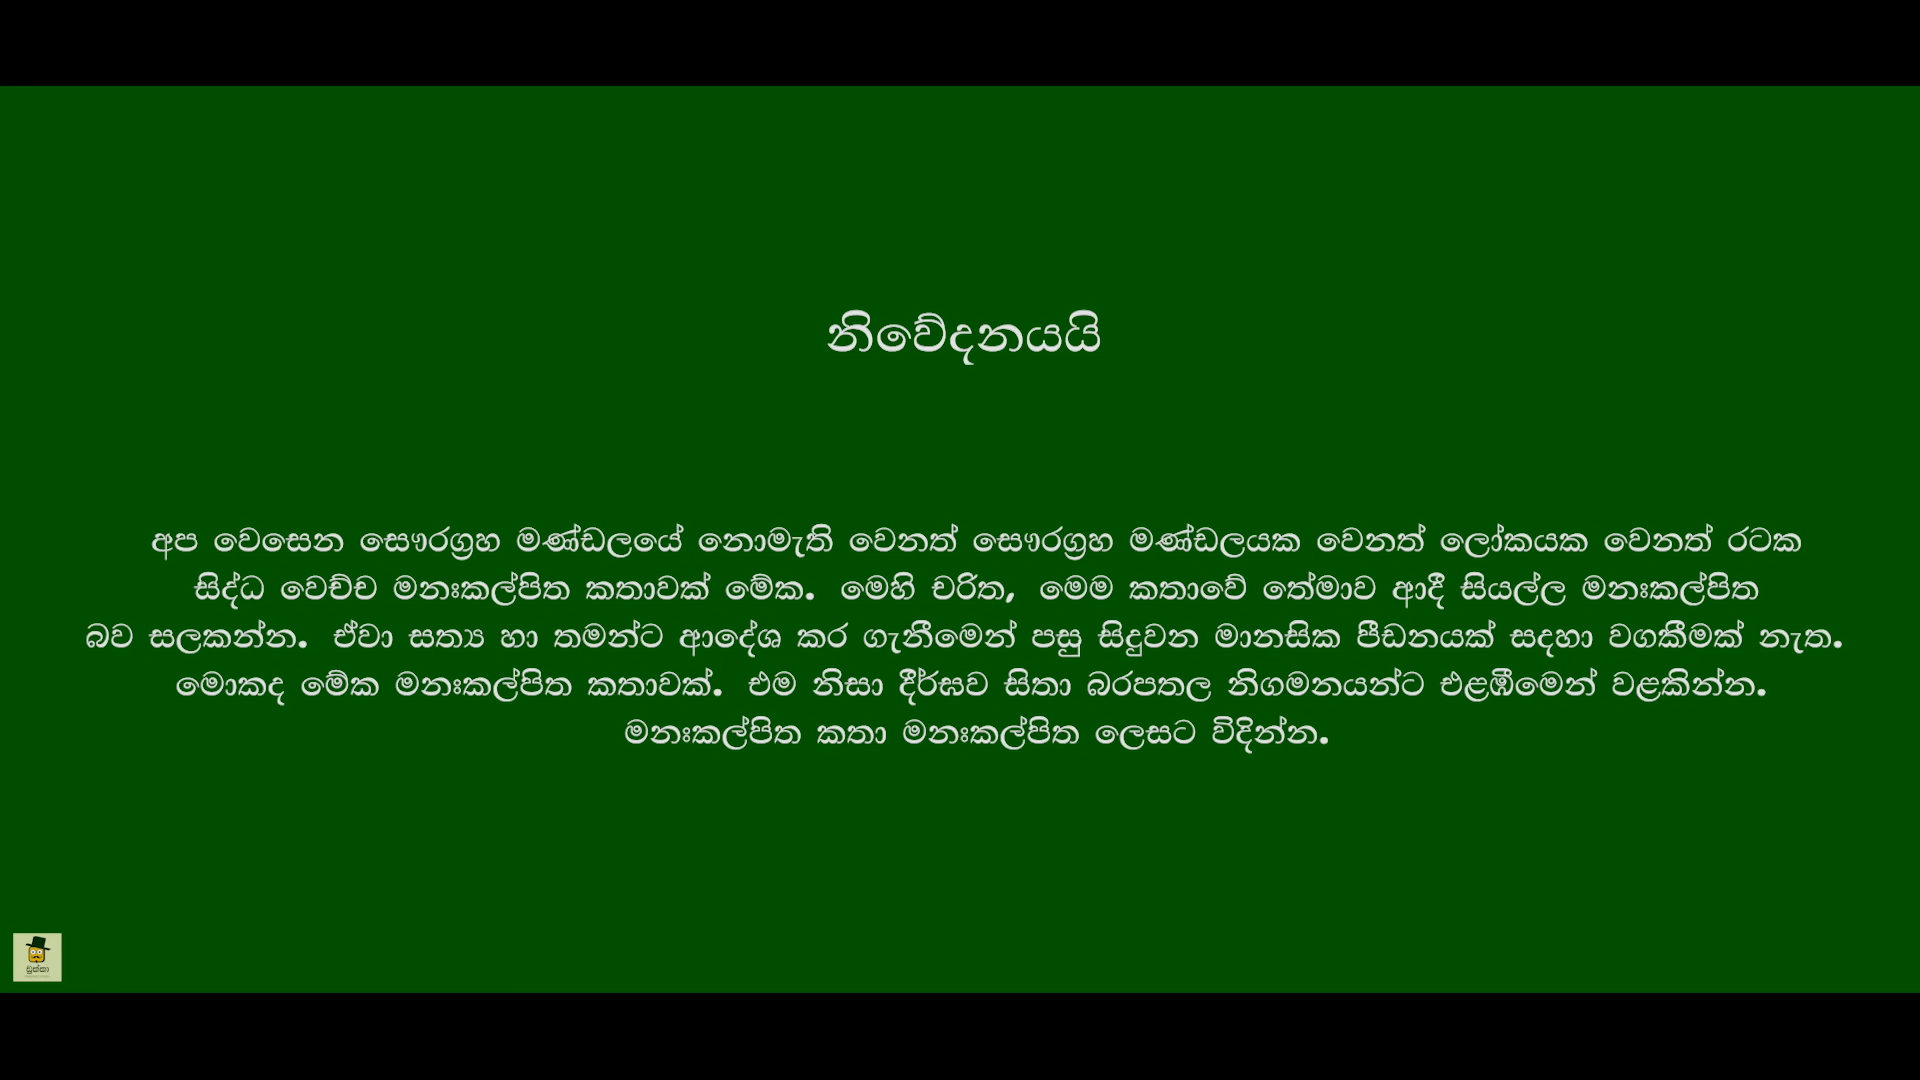 නිවේදනයයි
අප වෙසෙන සෞරග්‍රහ මණ්ඩලයේ නොමැති වෙනත් සෞරග්‍රහ මණ්ඩලයක වෙනත් ලෝකයක වෙනත් රටක
සිද්ධ වෙච්ච මනඃකල්පිත කතාවක් මේක. මෙහි චරිත, මෙම කතාවේ තේමාව ආදී සියල්ල මනඃකල්පිත
බව සලකන්න. ඒවා සත්‍ය හා තමන්ට ආදේශ කර ගැනීමෙන් පසු සිදුවන මානසික පීඩනයක් සදහා වගකීමක් නැත.
මොකද මේක මනඃකල්පිත කතාවක්. එම නිසා දීර්ඝව සිතා බරපතල නිගමනයන්ට එළඹීමෙන් වළකින්න.
මනඃකල්පිත කතා මනඃකල්පිත ලෙසට විදින්න.